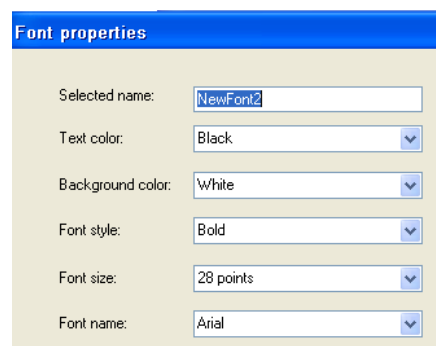 Font properties
Selected name: NewFont2
Text color: Black
Background color: White
Font style: Bold
Font size: 28 points
Font name: Arial